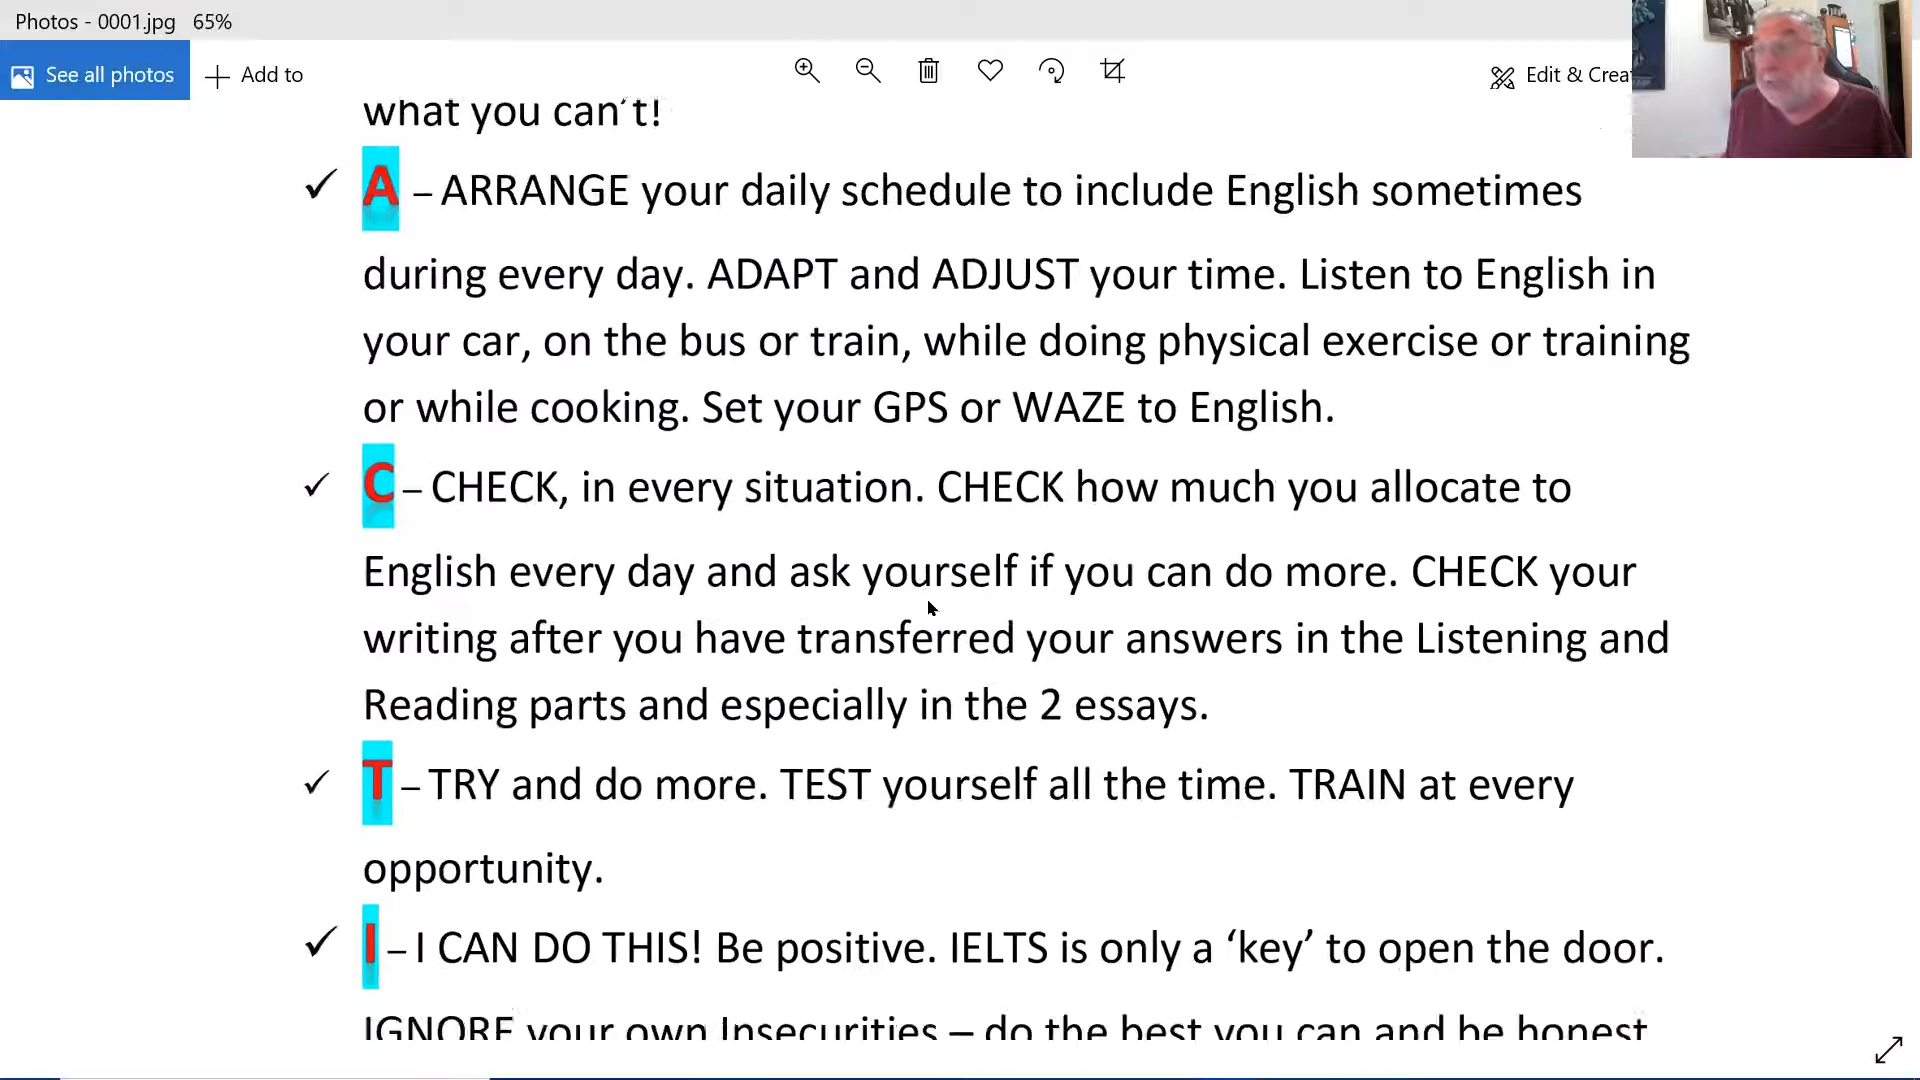 Photos - 0001.jpg 65%
See all photos
Add to
Edit & Crea
what you can't!
✓ A – ARRANGE your daily schedule to include English sometimes
during every day. ADAPT and ADJUST your time. Listen to English in
your car, on the bus or train, while doing physical exercise or training
or while cooking. Set your GPS or WAZE to English.
✓ C – CHECK, in every situation. CHECK how much you allocate to
English every day and ask yourself if you can do more. CHECK your
writing after you have transferred your answers in the Listening and
Reading parts and especially in the 2 essays.
✓ T – TRY and do more. TEST yourself all the time. TRAIN at every
opportunity.
✓ I – I CAN DO THIS! Be positive. IELTS is only a ‘key’ to open the door.
IGNORE your own Insecurities – do the best you can and be honest